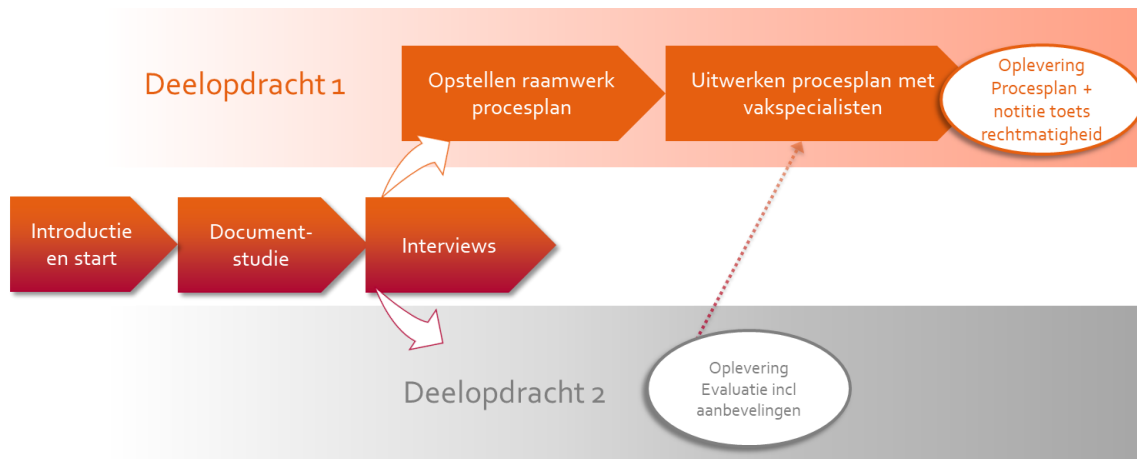 Deelopdracht 1
Opstellen raamwerk
procesplan
Uitwerken procesplan met
vakspecialisten
Oplevering
Procesplan +
notitie toets
rechtmatigheid
Introductie
en start
Document-
studie
Interviews
Deelopdracht 2
Oplevering
Evaluatie incl
aanbevelingen